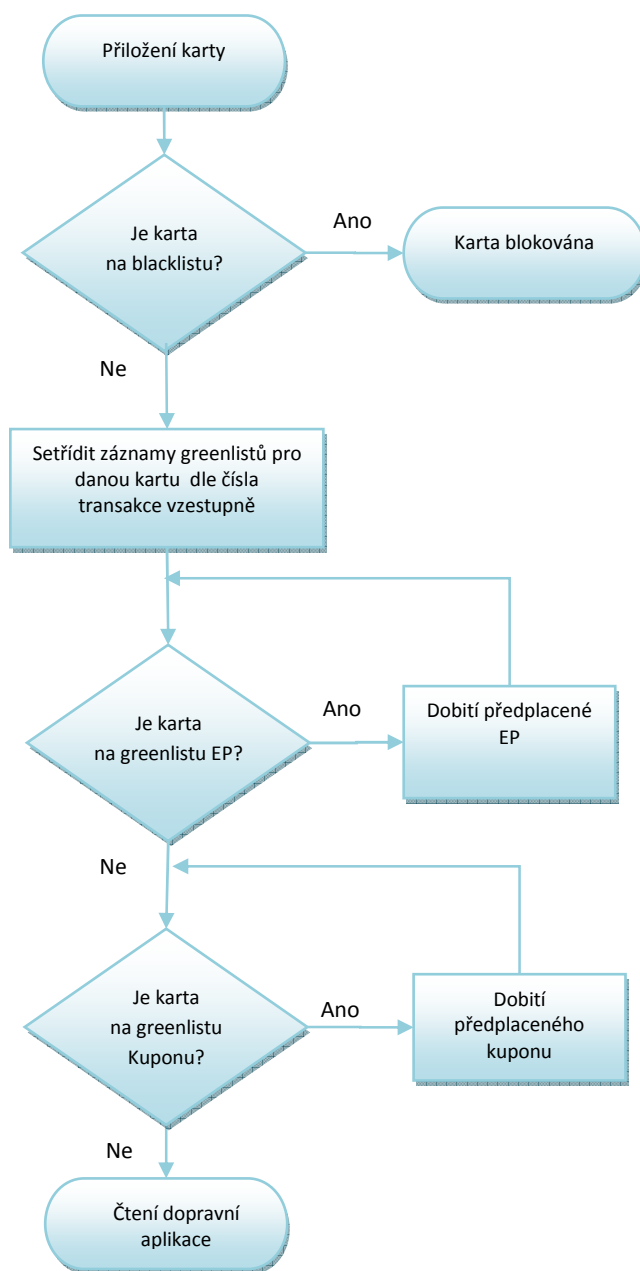 Přiložení karty
Je karta
na blacklistu?
Ano
Karta blokována
Ne
Setřídit záznamy greenlistů pro
danou kartu dle čísla
transakce vzestupně
Je karta
na greenlistu EP?
Ano
Dobití předplacené
EP
Ne
Je karta
na greenlistu
Kuponu?
Ano
Dobití
předplaceného
kuponu
Ne
Čtení dopravní
aplikace